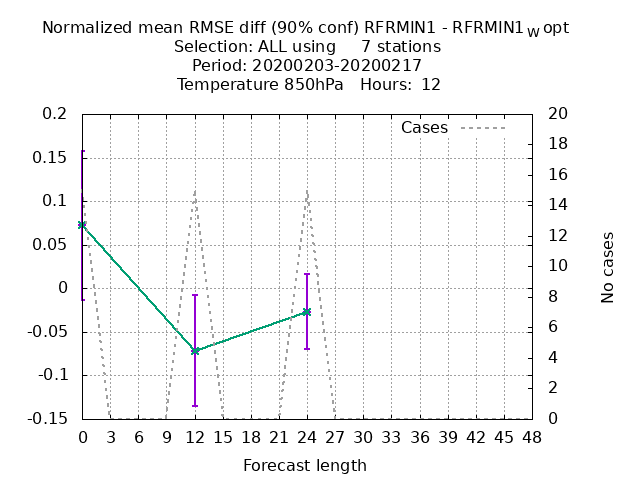 Normalized mean RMSE diff (90% conf) RFRMIN1 - RFRMIN1_W opt
Selection: ALL using 7 stations
Period: 20200203-20200217
Temperature 850hPa Hours: 12
Cases
0.2
0.15
0.1
0.05
0
-0.05
-0.1
-0.15
20
18
16
14
12
10
8
6
4
2
0
No cases
0 3 6 9 12 15 18 21 24 27 30 33 36 39 42 45 48
Forecast length